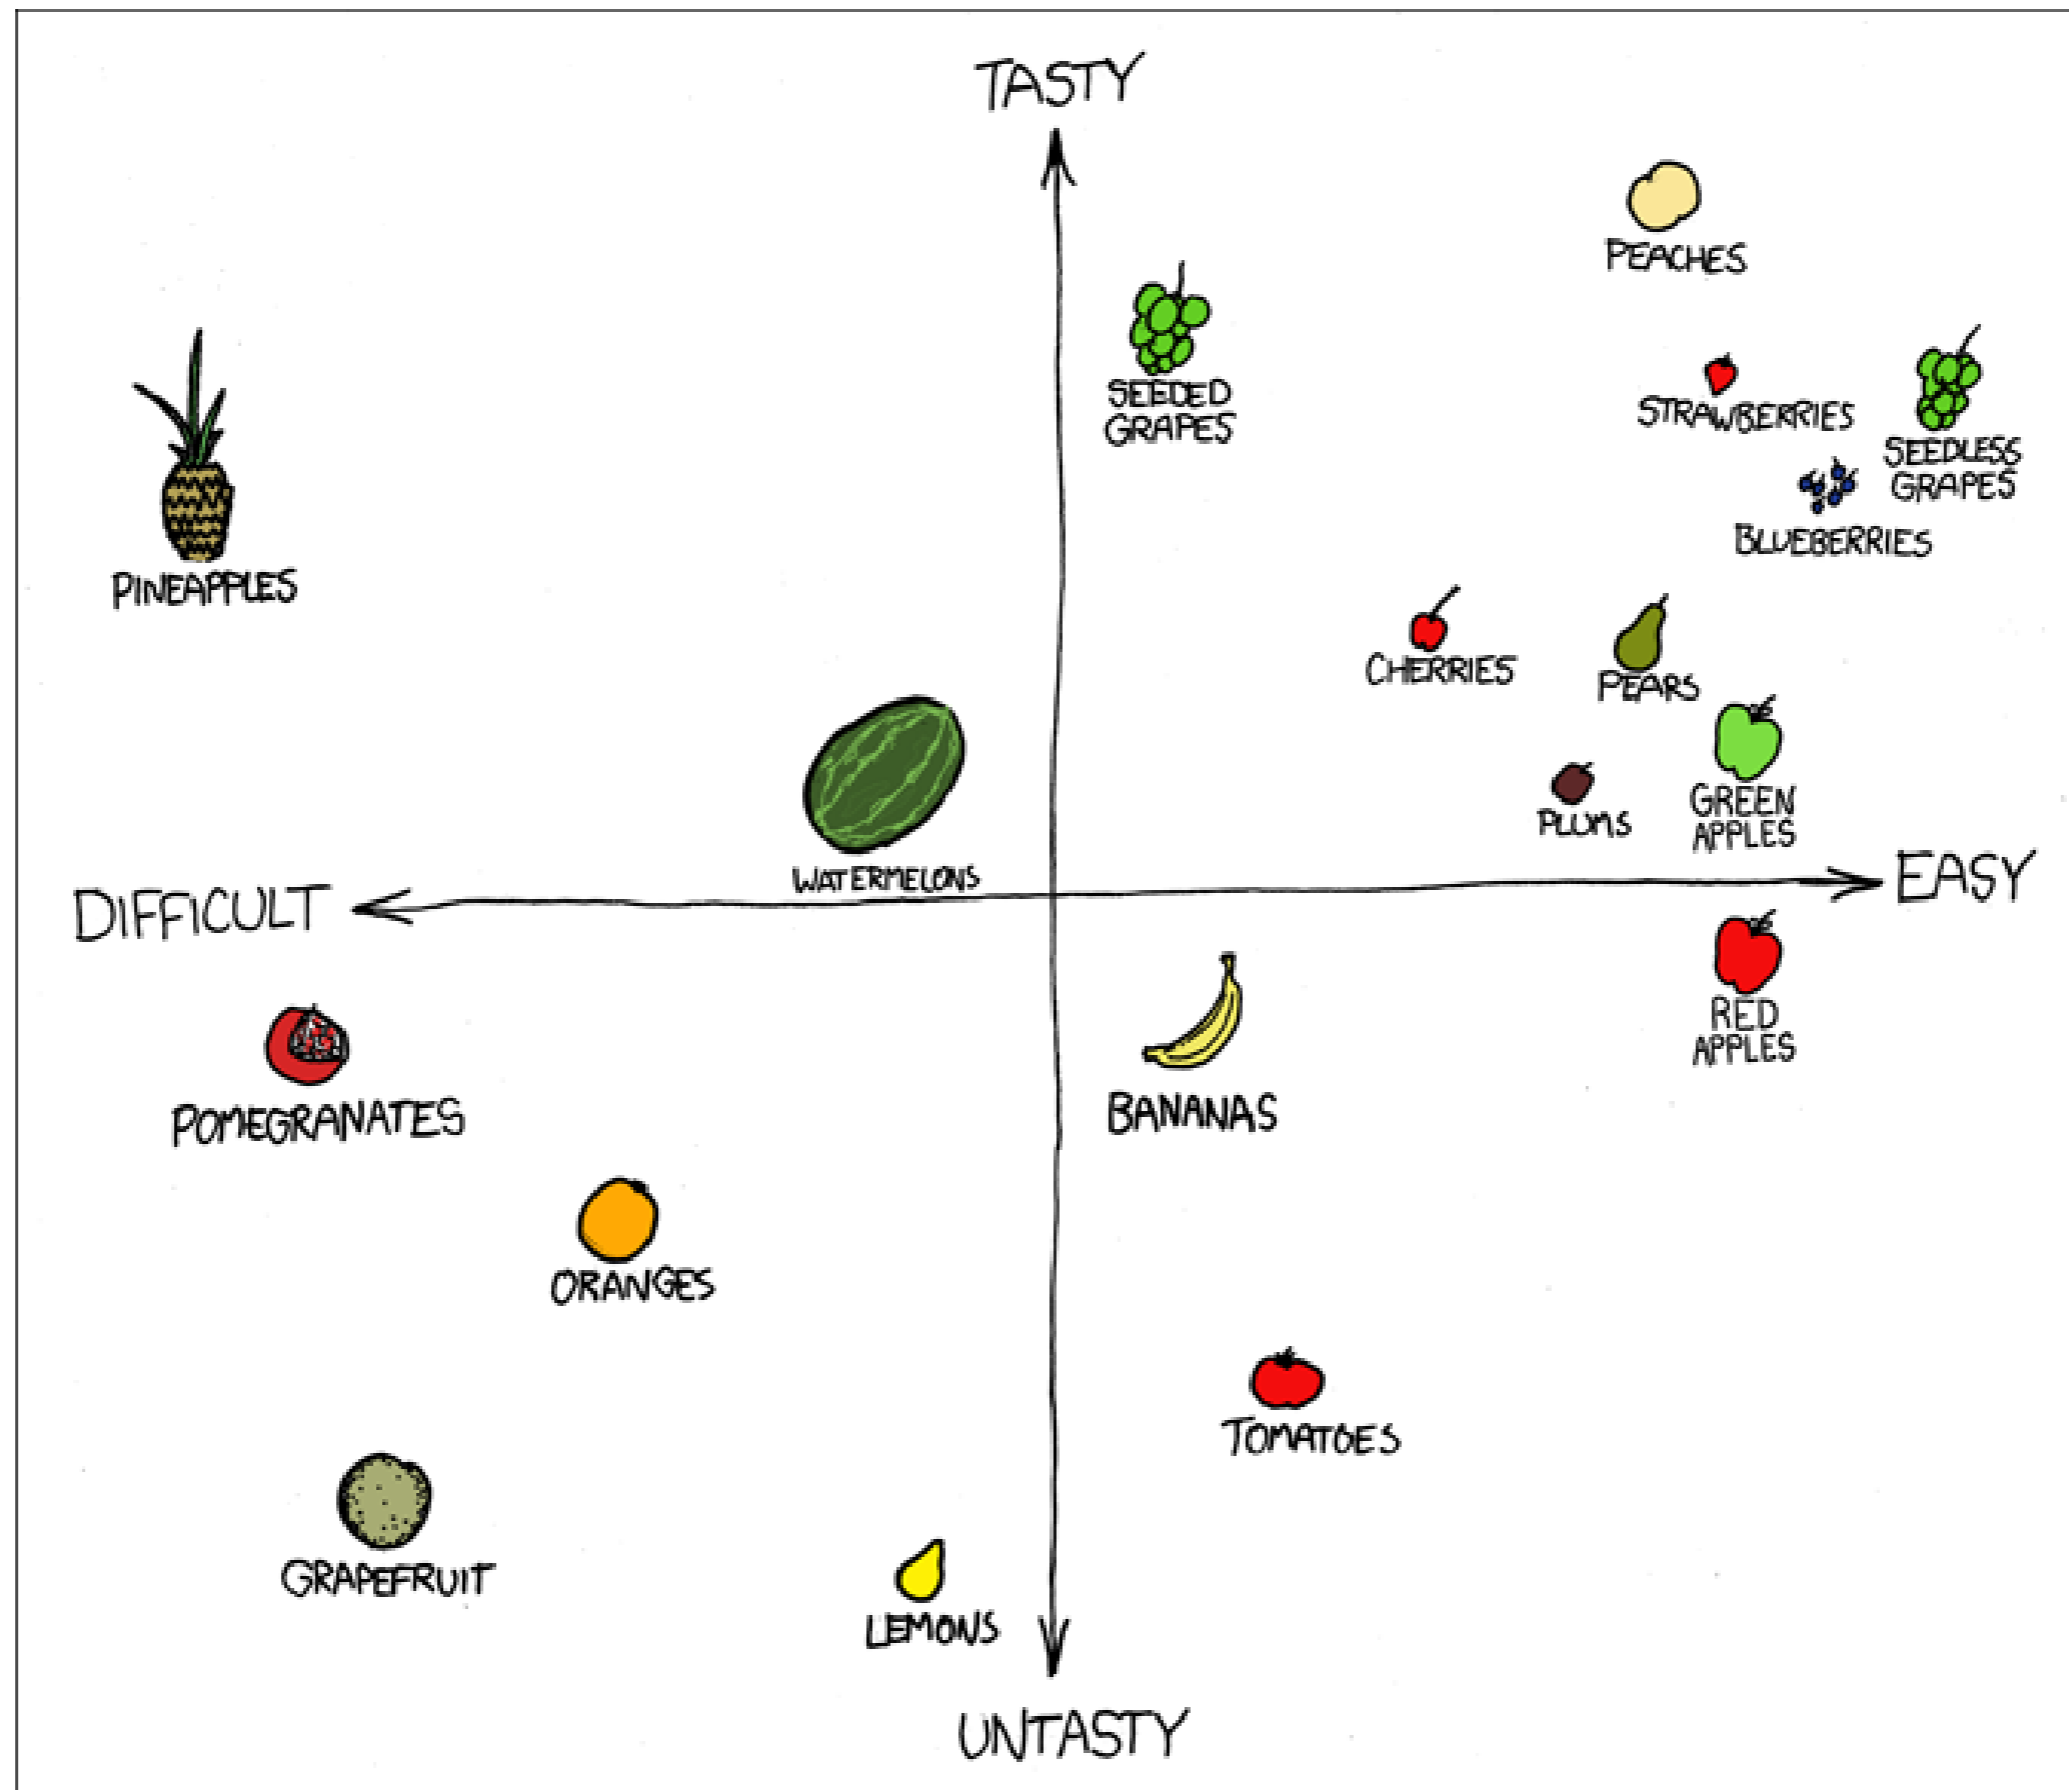 TASTY
PEACHES
SEEDED
GRAPES
STRAWBERRIES
SEEDLESS
GRAPES
BLUEBERRIES
PINEAPPLES
CHERRIES
PEARS
GREEN
APPLES
PLUMS
WATERMELONS
DIFFICULT
EASY
RED
APPLES
POMEGRANATES
BANANAS
ORANGES
TOMATOES
GRAPEFRUIT
LEMONS
UNTASTY